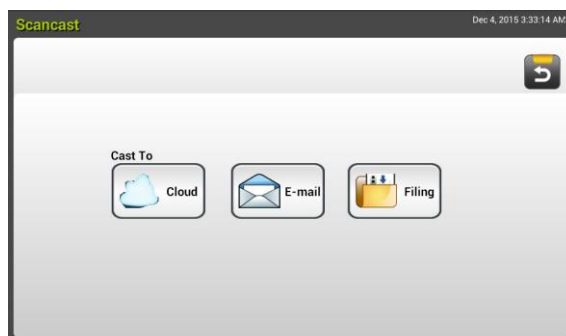 Scancast
Dec 4, 2015 3:33:14 AM
Cast To
Cloud
E-mail
Filing